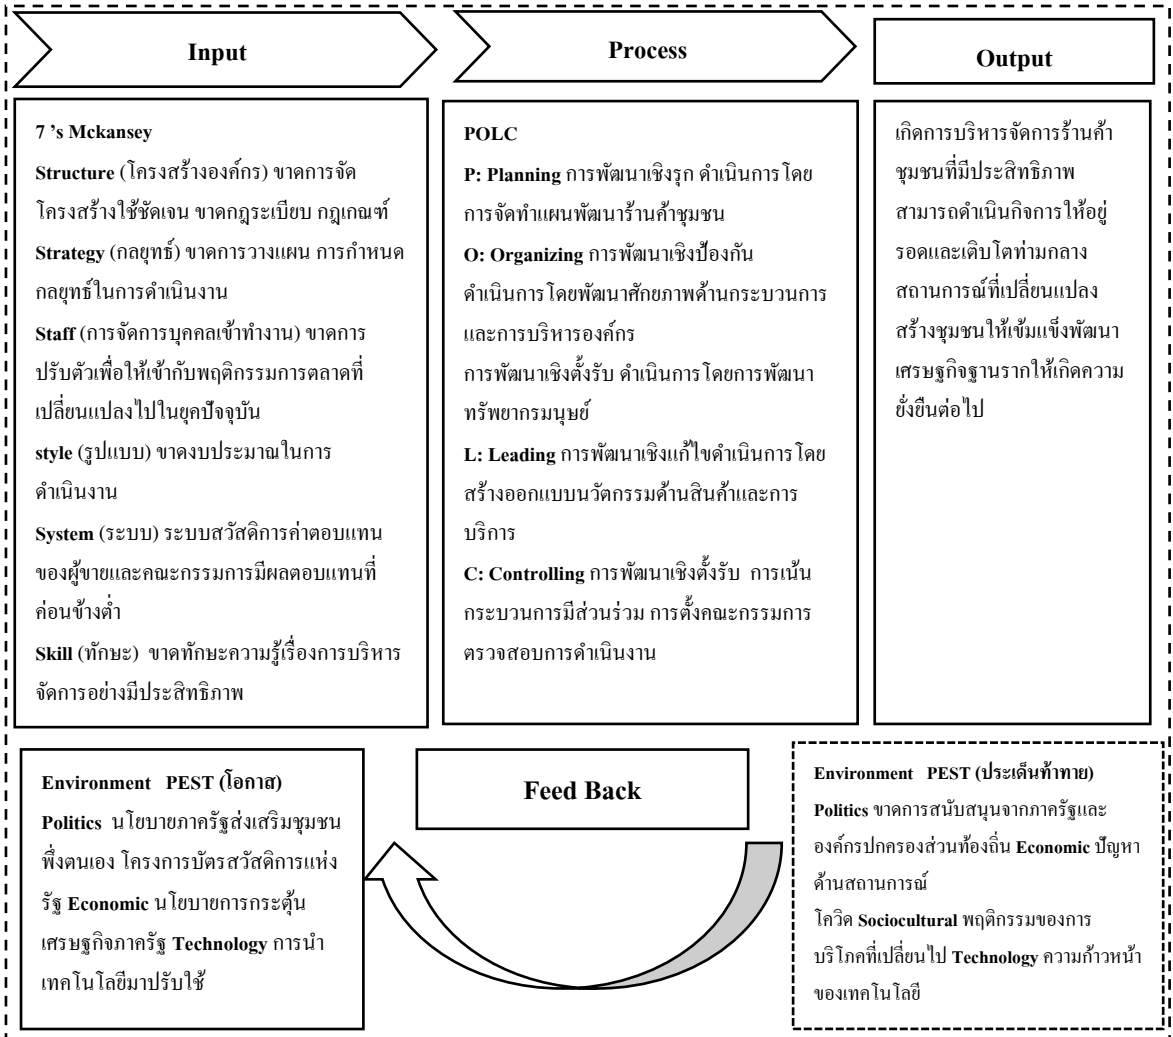 Input
Process
Output
7 ’s Mckansey
Structure (โครงสร้างองค์กร) ขาดการจัด
โครงสร้างใช้ชัดเจน ขาดกฎระเบียบ กฎเกณฑ์
Strategy (กลยุทธ์) ขาดการวางแผน การกำหนด
กลยุทธ์ในการดำเนินงาน
Staff (การจัดการบุคคลเข้าทำงาน) ขาดการ
ปรับตัวเพื่อให้เข้ากับพฤติกรรมการตลาดที่
เปลี่ยนแปลงไปในยุคปัจจุบัน
style (รูปแบบ) ขาดงบประมาณในการ
ดำเนินงาน
System (ระบบ) ระบบสวัสดิการค่าตอบแทน
ของผู้ขายและคณะกรรมการมีผลตอบแทนที่
ค่อนข้างต่ำ
Skill (ทักษะ) ขาดทักษะความรู้เรื่องการบริหาร
จัดการอย่างมีประสิทธิภาพ
POLC
P: Planning การพัฒนาเชิงรุก ดำเนินการโดย
การจัดทำแผนพัฒนาร้านค้าชุมชน
O: Organizing การพัฒนาเชิงป้องกัน
ดำเนินการโดยพัฒนาศักยภาพด้านกระบวนการ
และการบริหารองค์กร
การพัฒนาเชิงตั้งรับ ดำเนินการโดยการพัฒนา
ทรัพยากรมนุษย์
L: Leading การพัฒนาเชิงแก้ไขดำเนินการโดย
สร้างออกแบบนวัตกรรมด้านสินค้าและการ
บริการ
C: Controlling การพัฒนาเชิงตั้งรับ การเน้น
กระบวนการมีส่วนร่วม การตั้งคณะกรรมการ
ตรวจสอบการดำเนินงาน
เกิดการบริหารจัดการร้านค้า
ชุมชนที่มีประสิทธิภาพ
สามารถดำเนินกิจการให้อยู่
รอดและเติบโตท่ามกลาง
สถานการณ์ที่เปลี่ยนแปลง
สร้างชุมชนให้เข้มแข็งพัฒนา
เศรษฐกิจฐานรากให้เกิดความ
ยั่งยืนต่อไป
Environment PEST (โอกาส)
Politics นโยบายภาครัฐส่งเสริมชุมชน
พึ่งตนเอง โครงการบัตรสวัสดิการแห่ง
รัฐ Economic นโยบายการกระตุ้น
เศรษฐกิจภาครัฐ Technology การนำ
เทคโนโลยีมาปรับใช้
Feed Back
Environment PEST (ประเด็นท้าทาย)
Politics ขาดการสนับสนุนจากภาครัฐและ
องค์กรปกครองส่วนท้องถิ่น Economic ปัญหา
ด้านสถานการณ์
โควิด Sociocultural พฤติกรรมของการ
บริโภคที่เปลี่ยนไป Technology ความก้าวหน้า
ของเทคโนโลยี